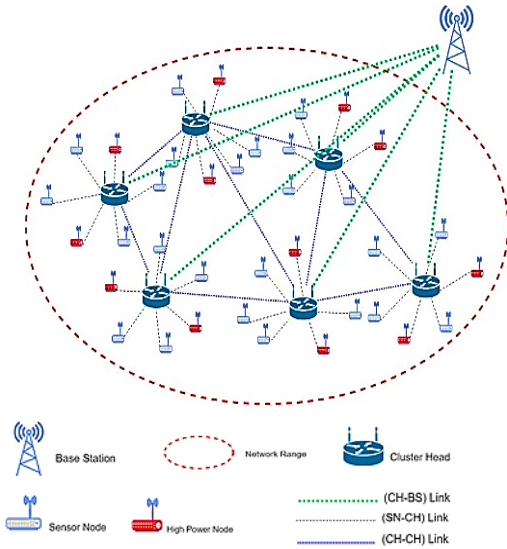 Base Station
Network Range
Cluster Head
Sensor Node
High Power Node
(CH-BS) Link
(SN-CH) Link
(CH-CH) Link